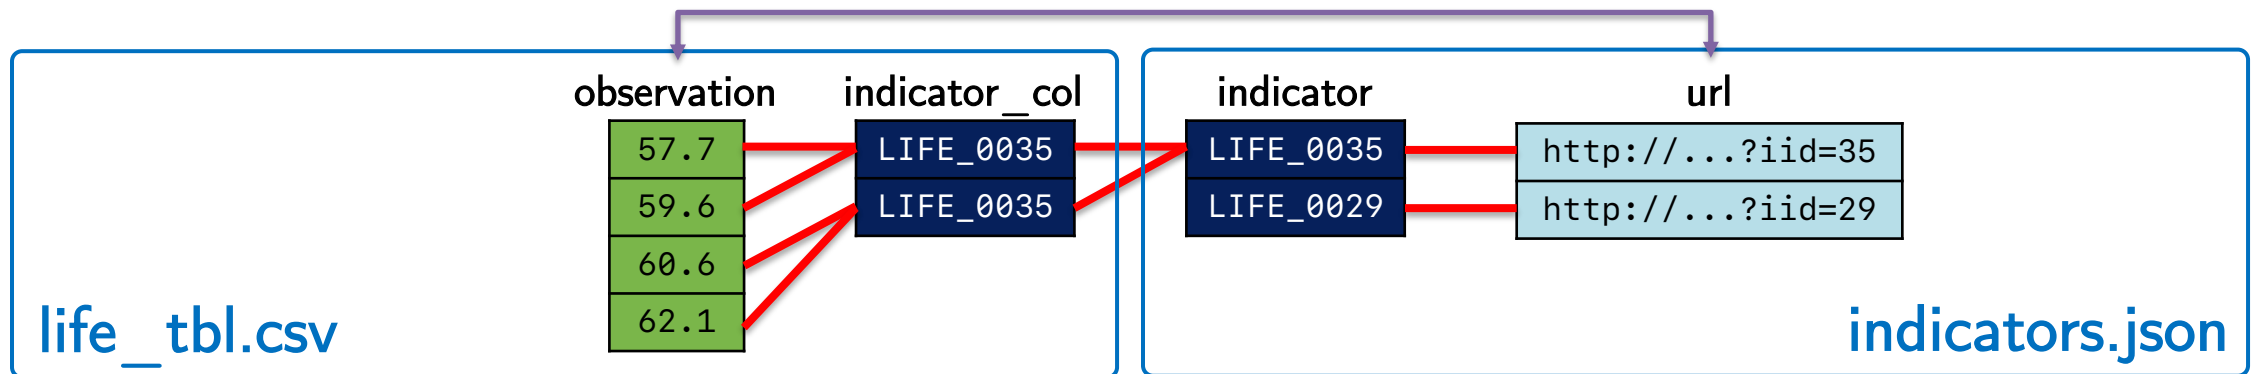 observation indicator_col indicator url
57.7 LIFE_0035 LIFE_0035 http://...?iid=35
59.6 LIFE_0035 LIFE_0029 http://...?iid=29
60.6
62.1
life_tbl.csv indicators.json